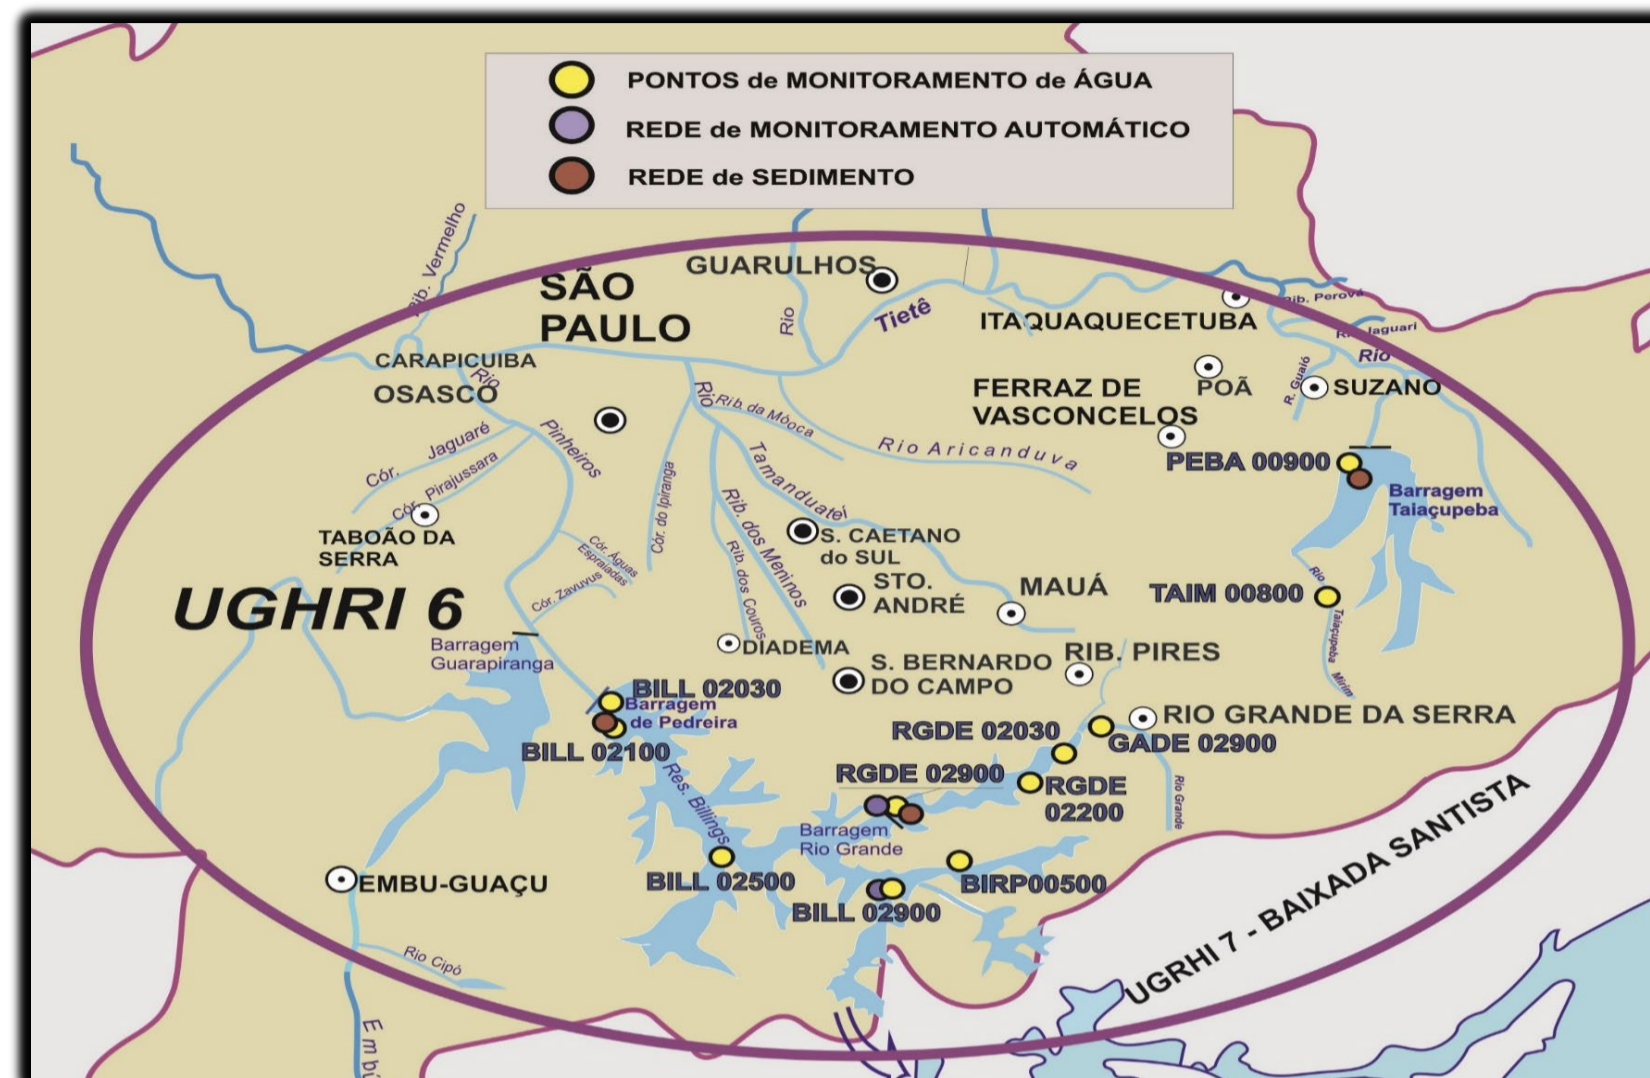 PONTOS de MONITORAMENTO de ÁGUA
REDE de MONITORAMENTO AUTOMÁTICO
REDE de SEDIMENTO
Rib. Vermelho
GUARULHOS
SÃO
PAULO
Rio
Tietê
ITAQUAQUECETUBA
Rib. Perová
Jaguari
Rio
CARAPICUIBA
OSASCO
Rio
Pinheiros
Rio
Tamanduatéi
Rib. da Móoca
Rio Aricanduva
FERRAZ DE
VASCONCELOS
POÃ
R. Guaió
SUZANO
Cór. Jaguaré
Cór. Pirajussara
Cór. do Ipiranga
Rib. dos Meninos
Rib. dos Couros
PEBA 00900
Barragem
Taiaçupeba
TABOÃO DA
SERRA
Cór. Águas
Espraiadas
Cór. Zavuvus
S. CAETANO
do SUL
STO.
ANDRÉ
MAUÁ
TAIM 00800
Rio
Taiaçupeba
Mirim
UGHRI 6
Barragem
Guarapiranga
DIADEMA
S. BERNARDO
DO CAMPO
RIB. PIRES
BILL 02030
Barragem
de Pedreira
BILL 02100
RGDE 02030
RIO GRANDE DA SERRA
GADE 02900
RGDE 02900
RGDE
02200
Rio Grande
Res. Billings
Barragem
Rio Grande
BILL 02500
BIRP00500
BILL 02900
EMBU-GUAÇU
Rio Cipó
UGRHI 7 - BAIXADA SANTISTA